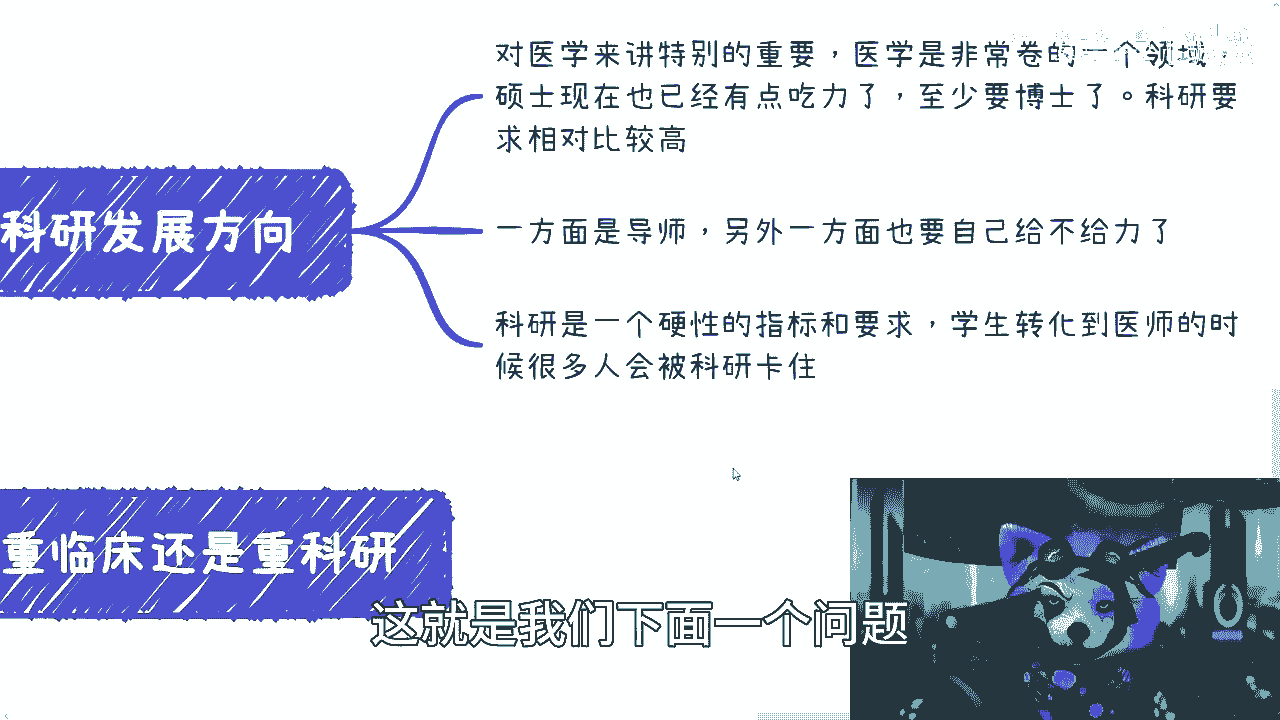 对医学来讲特别的重要，医学是非常卷的一个领域
硕士现在也已经有点吃力了，至少要博士了。科研要
求相对比较高
科研发展方向
一方面是导师，另外一方面也要自己给不给力了
科研是一个硬性的指标和要求，学生转化到医师的时
候很多人会被科研卡住
重临床还是重科研
这就是我们下面一个问题